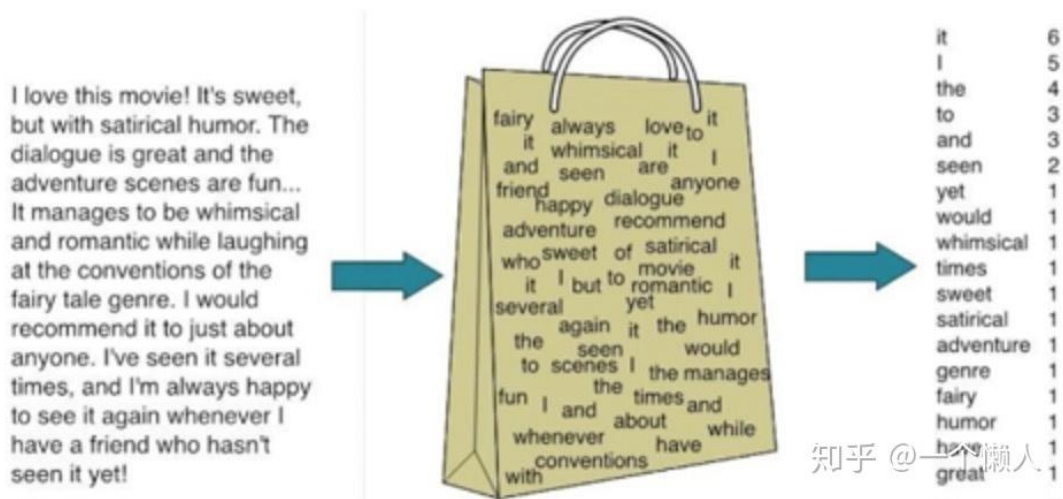 I love this movie! It's sweet,
but with satirical humor. The
dialogue is great and the
adventure scenes are fun...
It manages to be whimsical
and romantic while laughing
at the conventions of the
fairy tale genre. I would
recommend it to just about
anyone. I've seen it several
times, and I'm always happy
to see it again whenever I
have a friend who hasn't
seen it yet!
fairy always love to it
it whimsical it I
and seen are anyone
friend happy dialogue
adventure recommend
who sweet of satirical it
it I but to movie romantic I
several yet
again it the humor
the seen would
to scenes I the manages
fun the times and
I and about while
whenever have
conventions
with
it 6
I 5
the 4
to 3
and 3
seen 2
yet 1
would 1
whimsical 1
times 1
sweet 1
satirical 1
adventure 1
genre 1
fairy 1
humor 1
have 1
great 1
知乎 @一个懒人